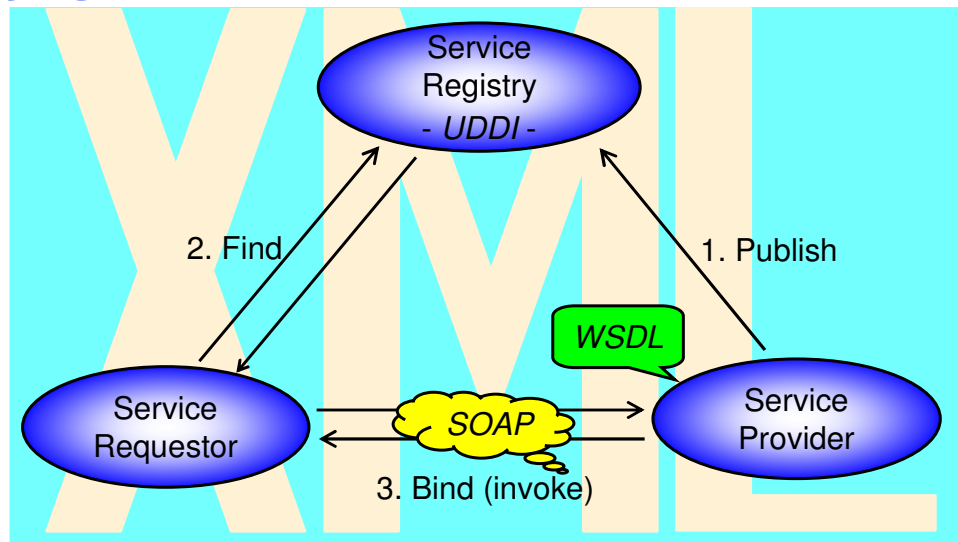 XML
Service
Registry
- UDDI -
2. Find
1. Publish
WSDL
Service
Requestor
SOAP
Service
Provider
3. Bind (invoke)